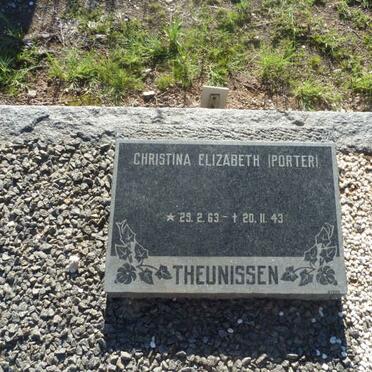 CHRISTINA ELIZABETH (PORTER)
* 29. 2. 63 - † 20. 11. 43
THEUNISSEN